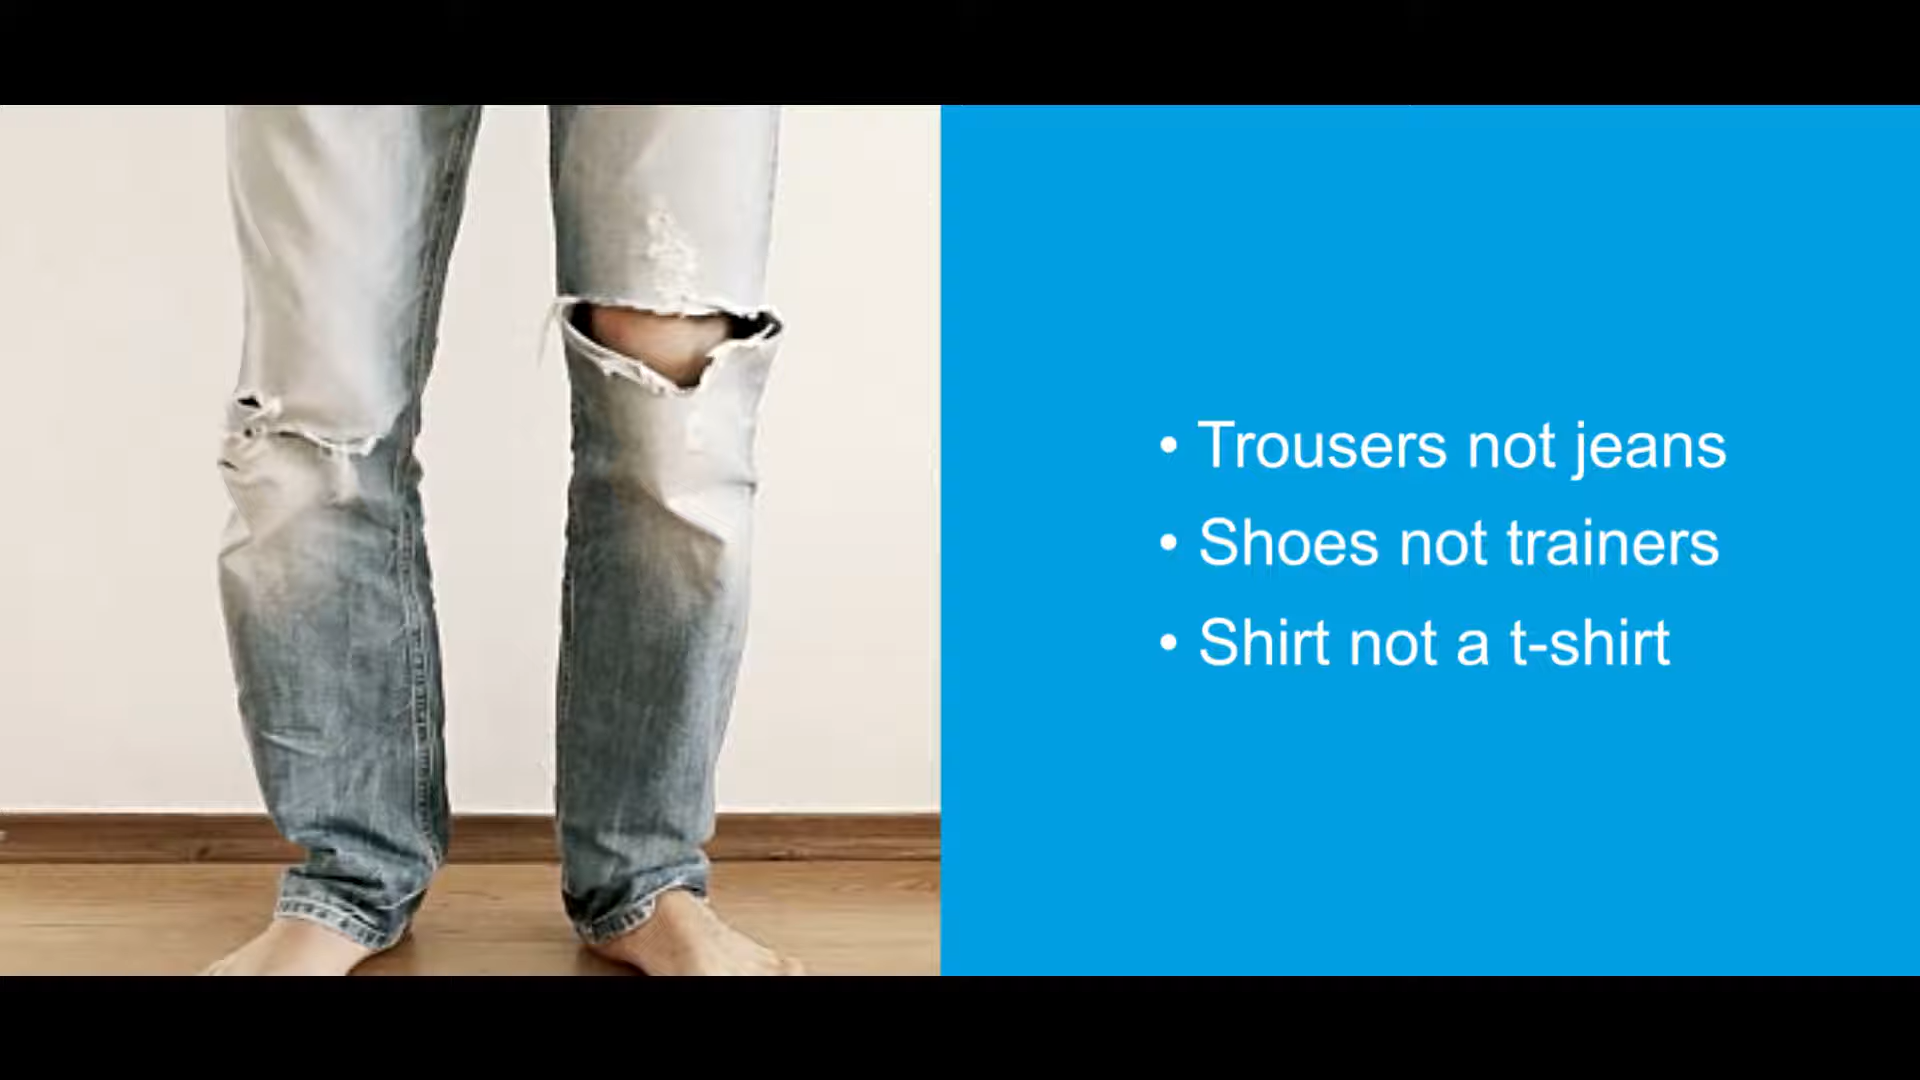 • Trousers not jeans
• Shoes not trainers
• Shirt not a t-shirt